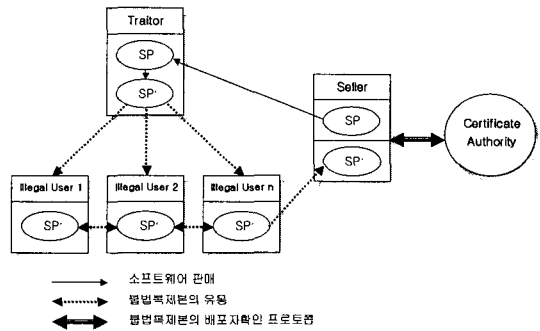 Traitor
SP
SP'
Seller
SP
SP'
Certificate
Authority
Illegal User 1
Illegal User 2
Illegal User n
SP'
SP'
SP'
소프트웨어 판매
불법복제본의 유통
불법복제본의 배포자확인 프로토콜